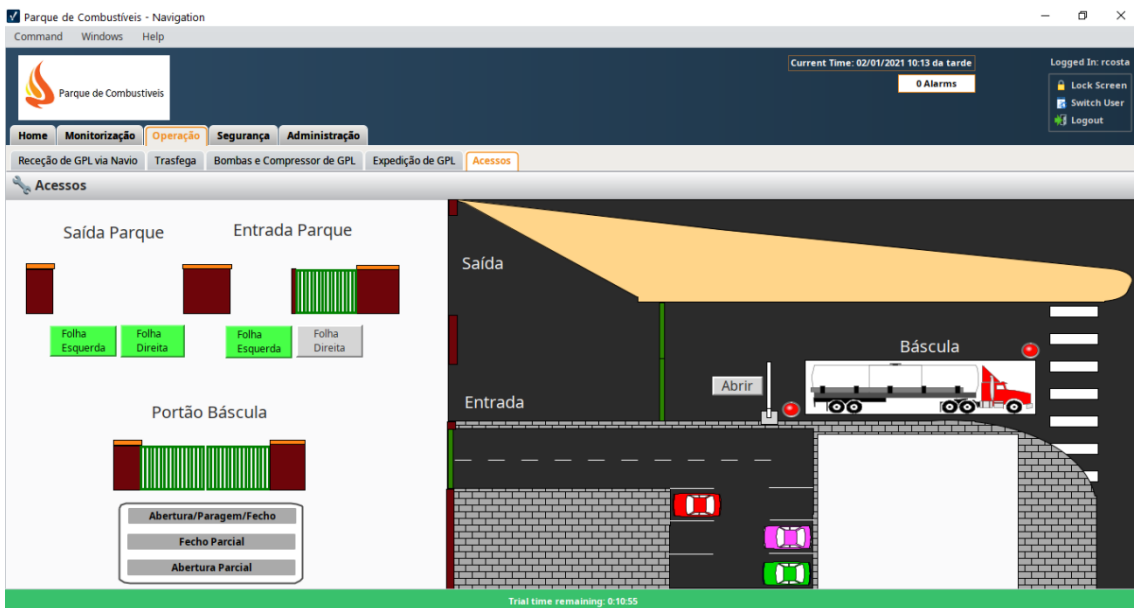 Parque de Combustíveis - Navigation
Command Windows Help
Parque de Combustiveis
Current Time: 02/01/2021 10:13 da tarde
0 Alarms
Logged In: rcosta
Lock Screen
Switch User
Logout
Home Monitorização Operação Segurança Administração
Receção de GPL via Navio Trasfega Bombas e Compressor de GPL Expedição de GPL Acessos
Acessos
Saída Parque
Entrada Parque
Folha Esquerda
Folha Direita
Folha Esquerda
Folha Direita
Portão Báscula
Abertura/Paragem/Fecho
Fecho Parcial
Abertura Parcial
Saída
Báscula
Abrir
Entrada
Trial time remaining: 0:10:55